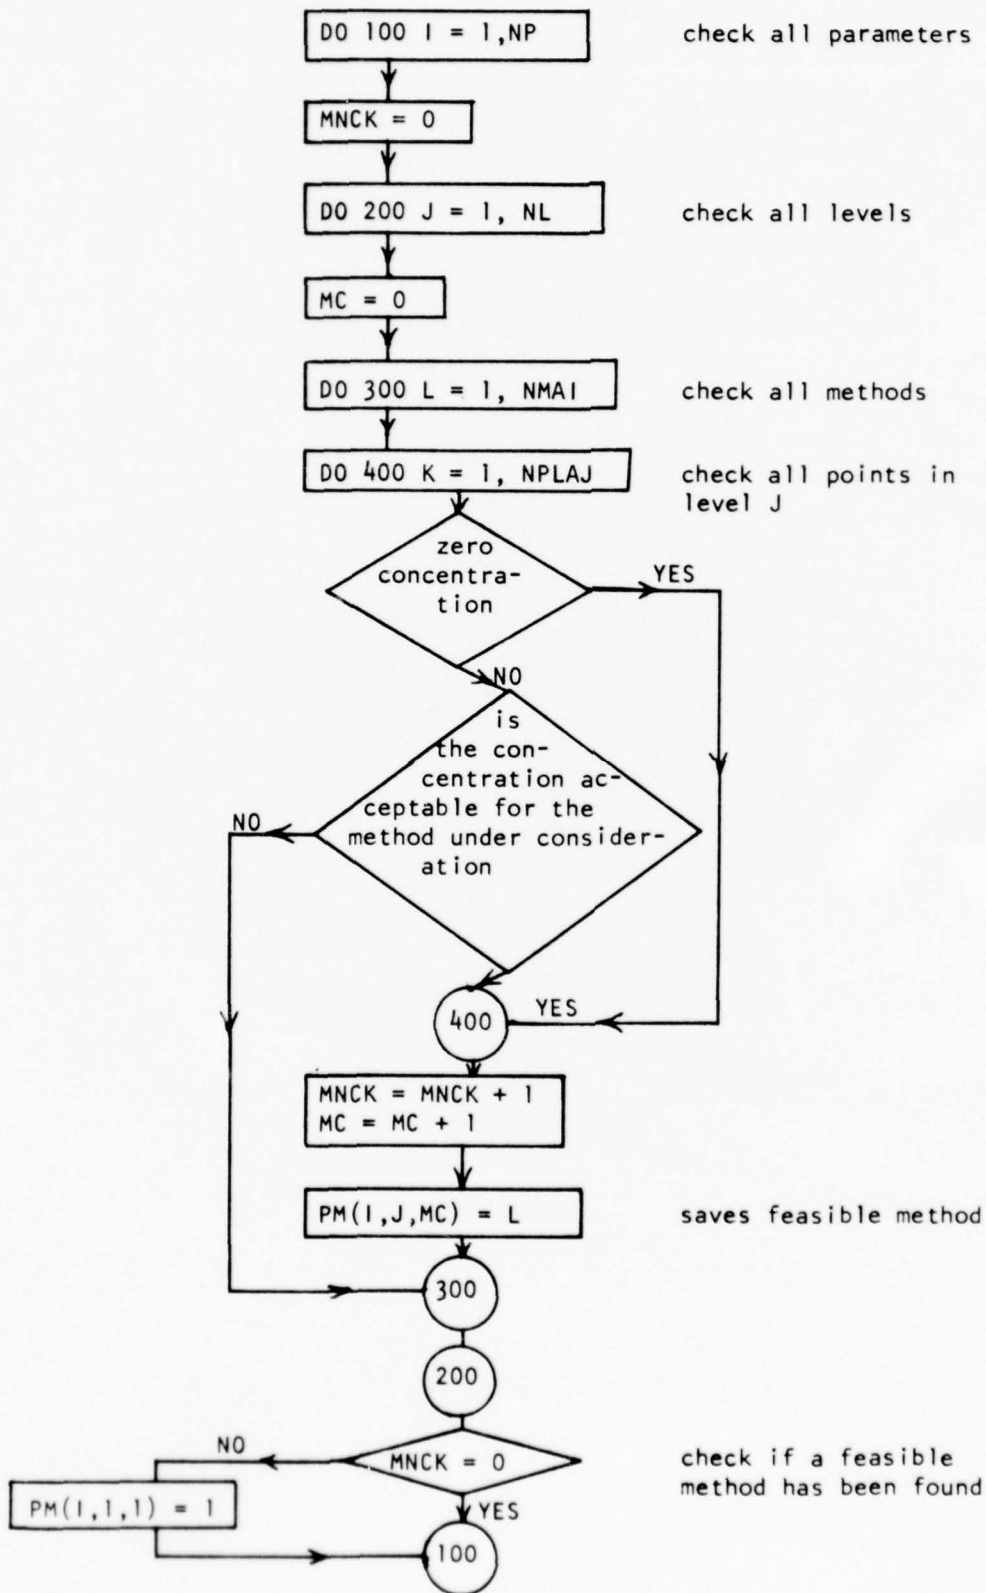 DO 100 I = 1,NP
check all parameters
MNCK = 0
DO 200 J = 1, NL
check all levels
MC = 0
DO 300 L = 1, NMAI
check all methods
DO 400 K = 1, NPLAJ
check all points in
level J
zero
concentra-
tion
YES
NO
is
the con-
centration ac-
ceptable for the
method under consider-
ation
NO
400
YES
MNCK = MNCK + 1
MC = MC + 1
PM(I,J,MC) = L
saves feasible method
300
200
NO
MNCK = 0
check if a feasible
method has been found
PM(I,1,1) = 1
YES
100